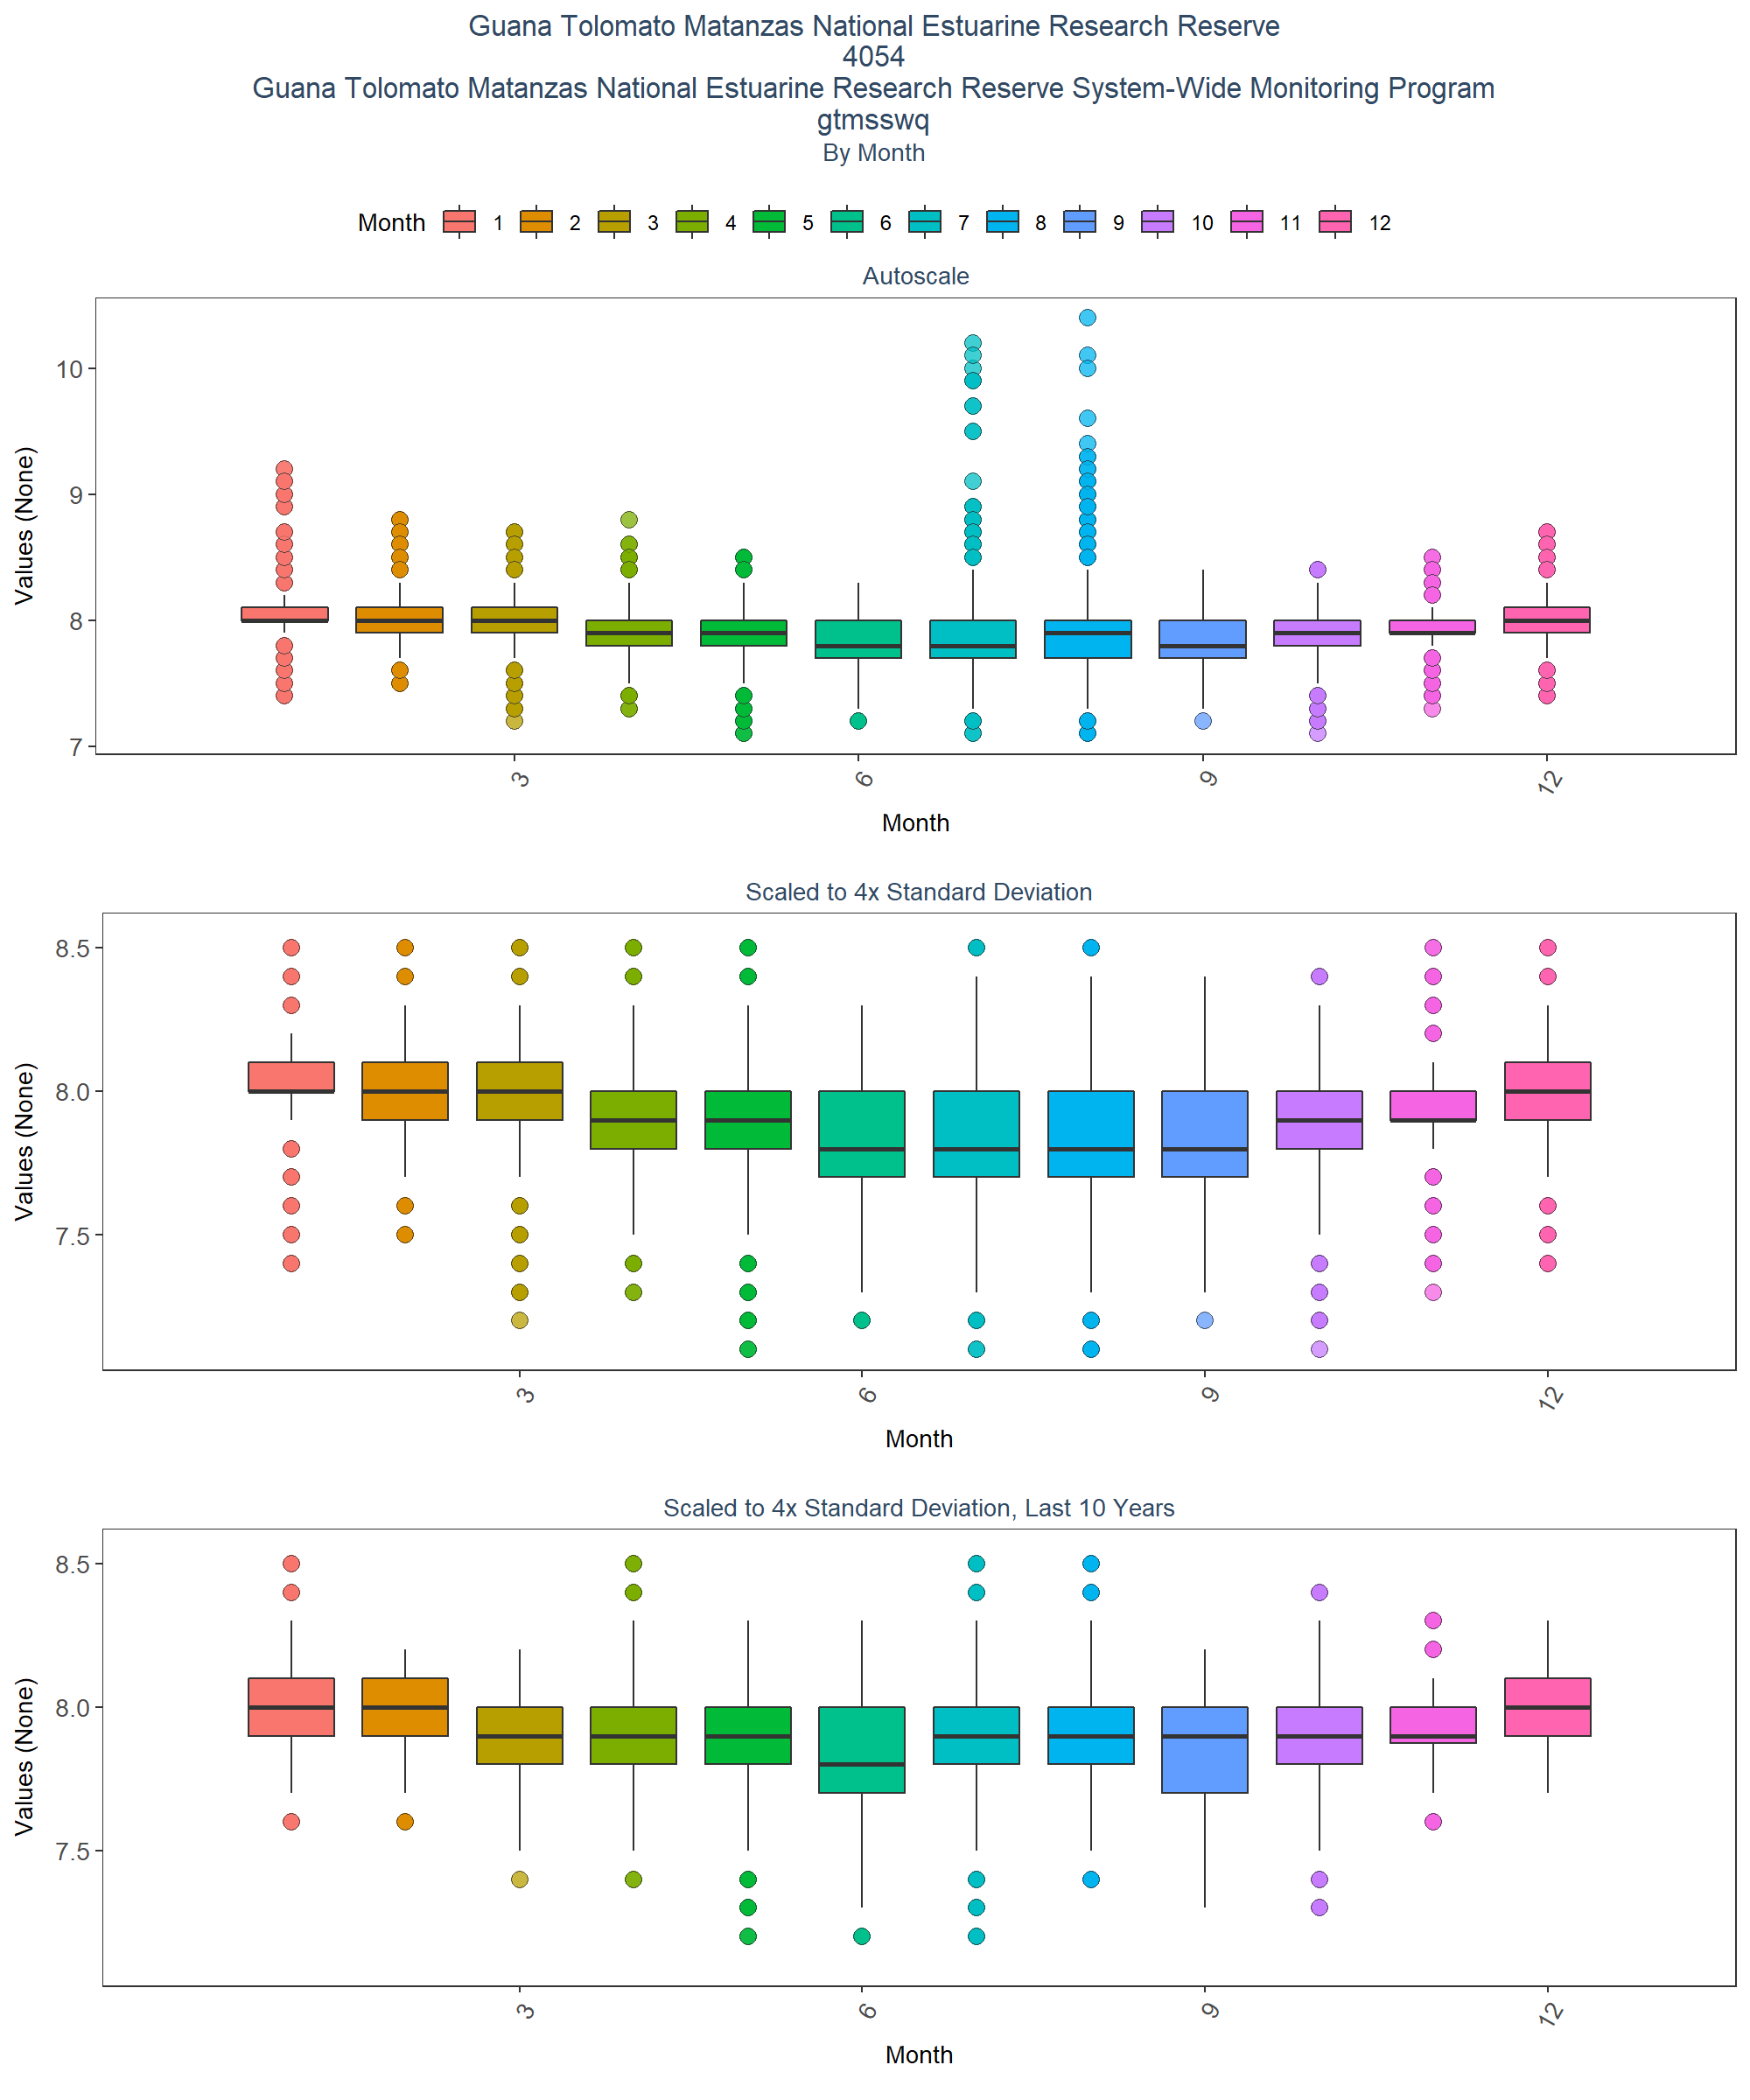 Guana Tolomato Matanzas National Estuarine Research Reserve
4054
Guana Tolomato Matanzas National Estuarine Research Reserve System-Wide Monitoring Program
gtmsswq
By Month
Month 1 2 3 4 5 6 7 8 9 10 11 12
Autoscale
Values (None)
10
9
8
7
3 6 9 12
Month
Scaled to 4x Standard Deviation
Values (None)
8.5
8.0
7.5
3 6 9 12
Month
Scaled to 4x Standard Deviation, Last 10 Years
Values (None)
8.5
8.0
7.5
3 6 9 12
Month